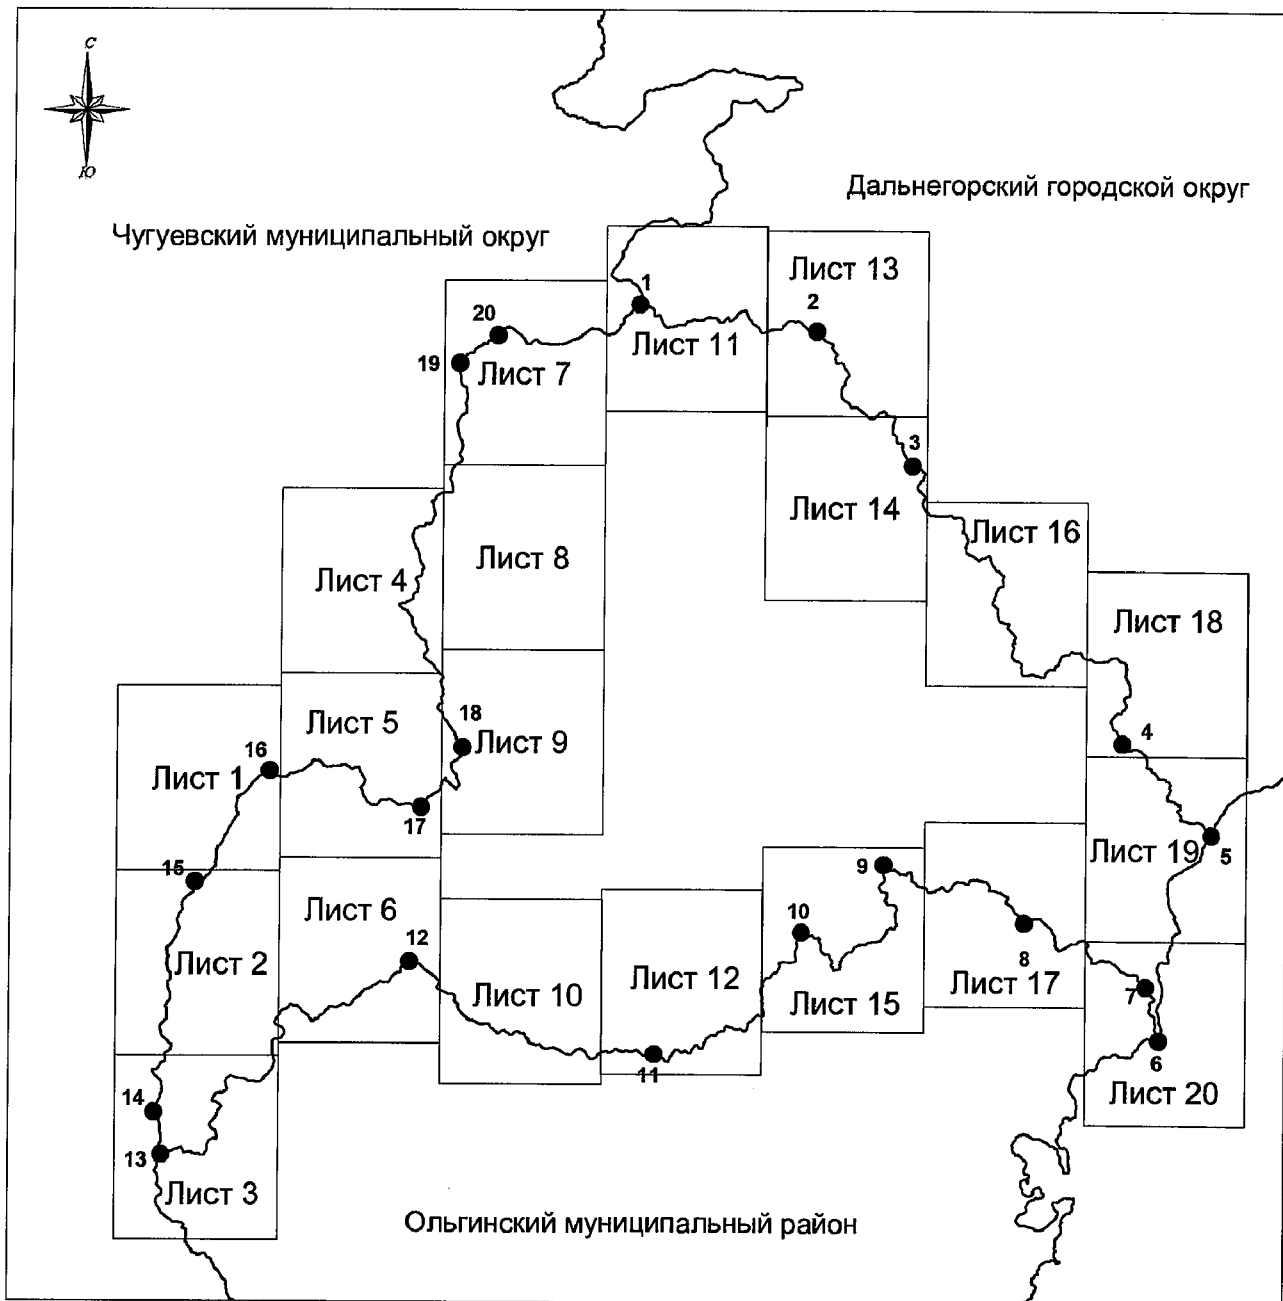 С
Ю
Дальнегорский городской округ
Чугуевский муниципальный округ
Лист 13
1
2
20
Лист 11
19
Лист 7
3
Лист 14
Лист 16
Лист 8
Лист 4
Лист 18
Лист 5
18
Лист 9
4
16
Лист 1
17
Лист 19
5
15
9
Лист 6
10
12
Лист 2
8
Лист 12
Лист 17
Лист 10
7
Лист 15
11
6
Лист 20
14
13
Лист 3
Ольгинский муниципальный район